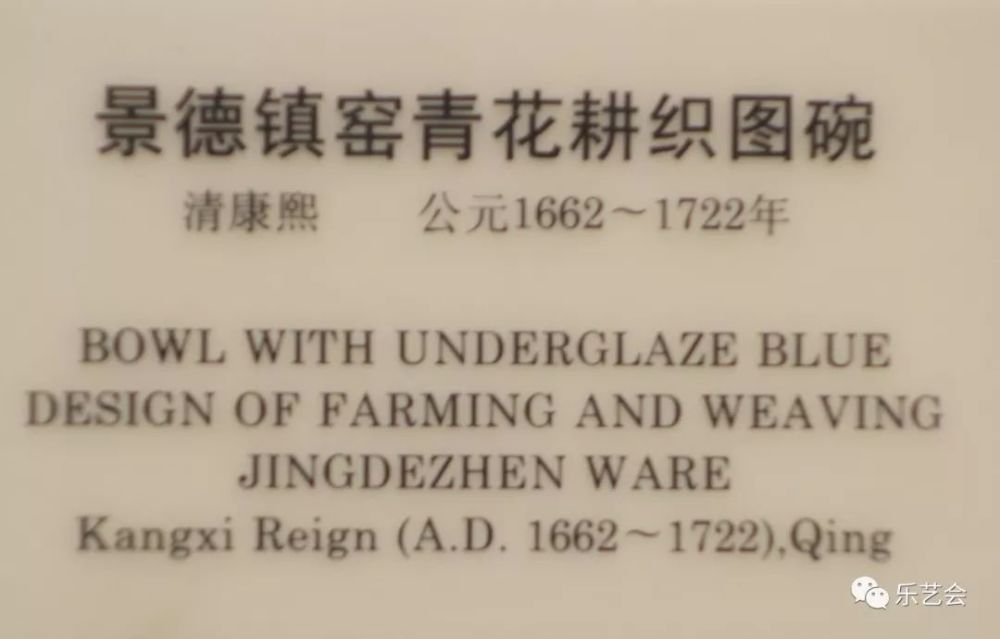 景德镇窑青花耕织图碗
清康熙 公元1662～1722年
BOWL WITH UNDERGLAZE BLUE
DESIGN OF FARMING AND WEAVING
JINGDEZHEN WARE
Kangxi Reign (A.D. 1662～1722),Qing
乐艺会